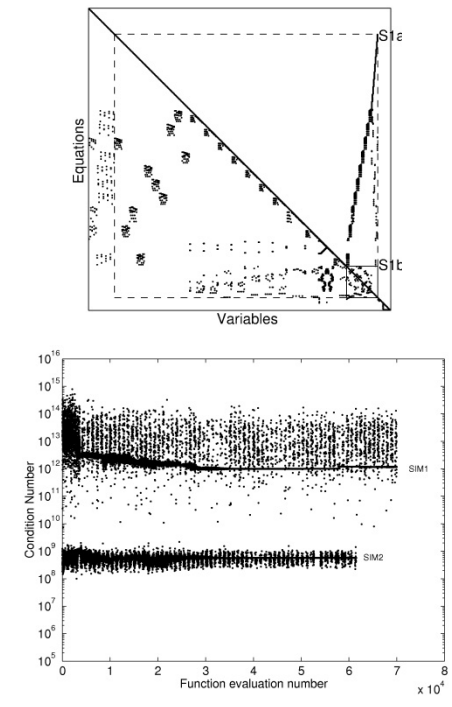 S1a
Equations
S1b
Variables
10^16
10^15
10^14
10^13
10^12
10^11
10^10
10^9
10^8
10^7
10^6
10^5
Condition Number
SIM1
SIM2
0 1 2 3 4 5 6 7 8
Function evaluation number
x 10^4